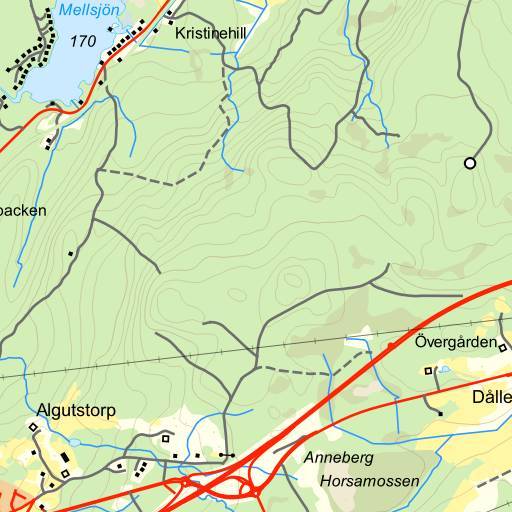 Mellsjön
170
Kristinehill
backen
Övergården
Dålle
Algutstorp
Anneberg
Horsamossen